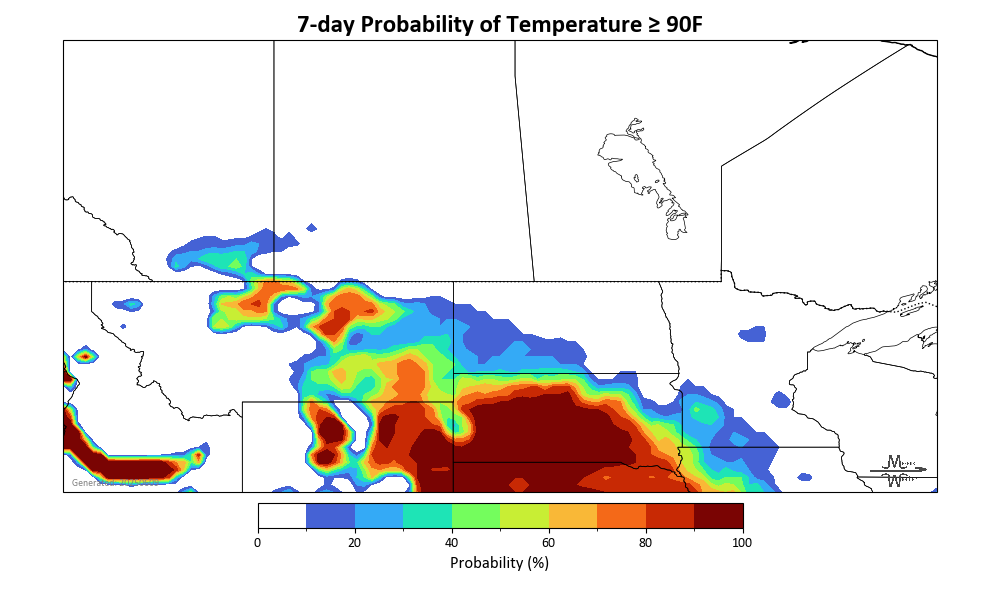 7-day Probability of Temperature ≥ 90F
M
W
0 20 40 60 80 100
Probability (%)